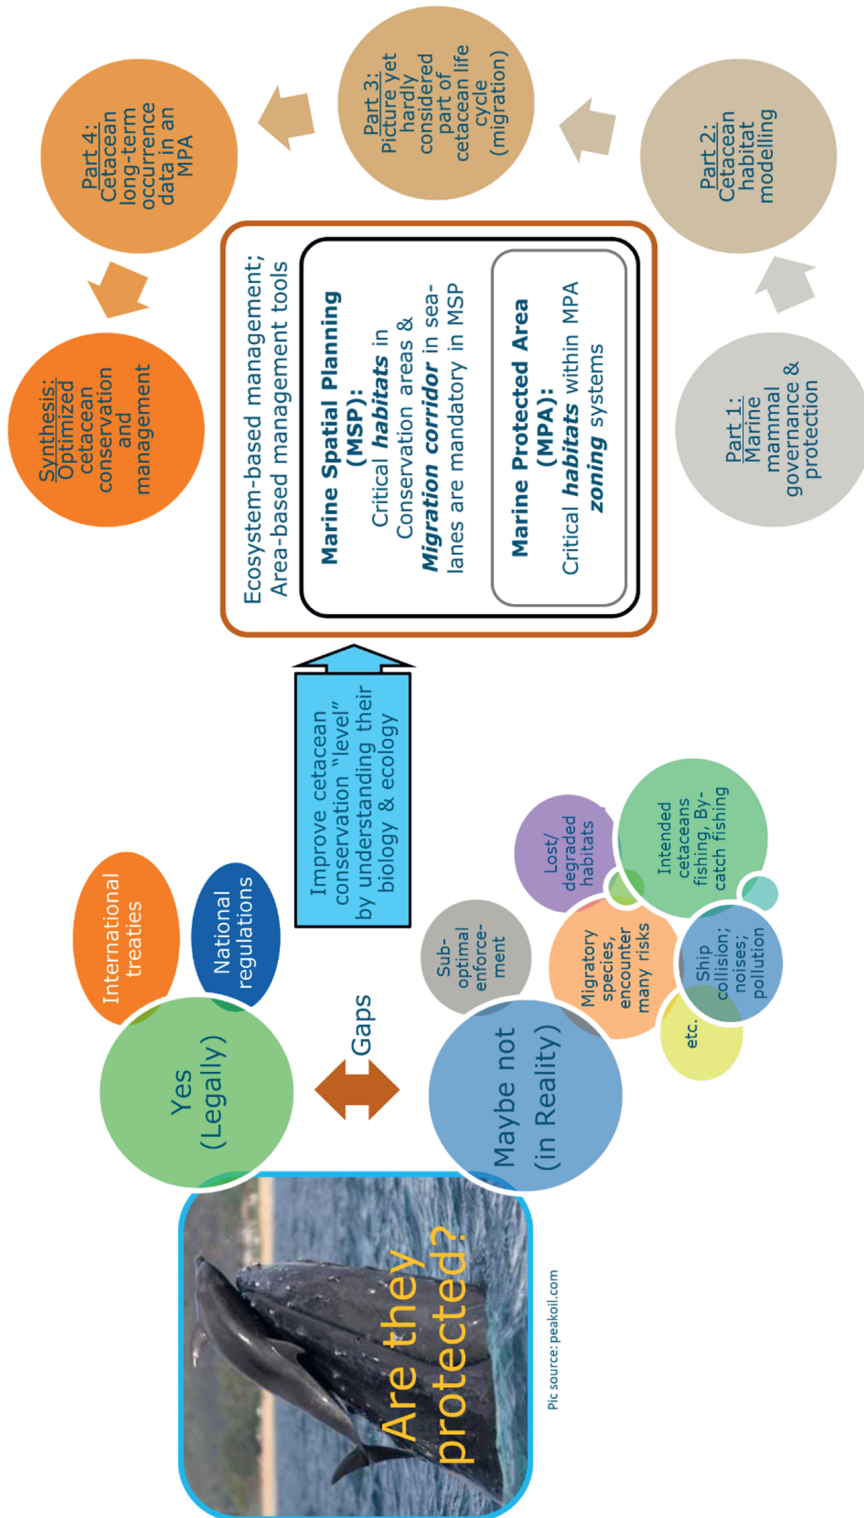 Are they
protected?
Pic source: peakoil.com
Yes
(Legally)
International
treaties
National
regulations
Gaps
Maybe not
(in Reality)
Sub-
optimal
enforce-
ment
Migratory
species,
encounter
many risks
Lost/
degraded
habitats
Intended
cetaceans
fishing, By-
catch fishing
Ship
collision;
noises;
pollution
etc.
Improve cetacean
conservation “level”
by understanding their
biology & ecology
Ecosystem-based management;
Area-based management tools
Marine Spatial Planning
(MSP):
Critical habitats in
Conservation areas &
Migration corridor in sea-
lanes are mandatory in MSP
Marine Protected Area
(MPA):
Critical habitats within MPA
zoning systems
Part 1:
Marine
mammal
governance &
protection
Part 2:
Cetacean
habitat
modelling
Part 3:
Picture yet
hardly
considered
part of
cetacean life
cycle
(migration)
Part 4:
Cetacean
long-term
occurrence
data in an
MPA
Synthesis:
Optimized
cetacean
conservation
and
management